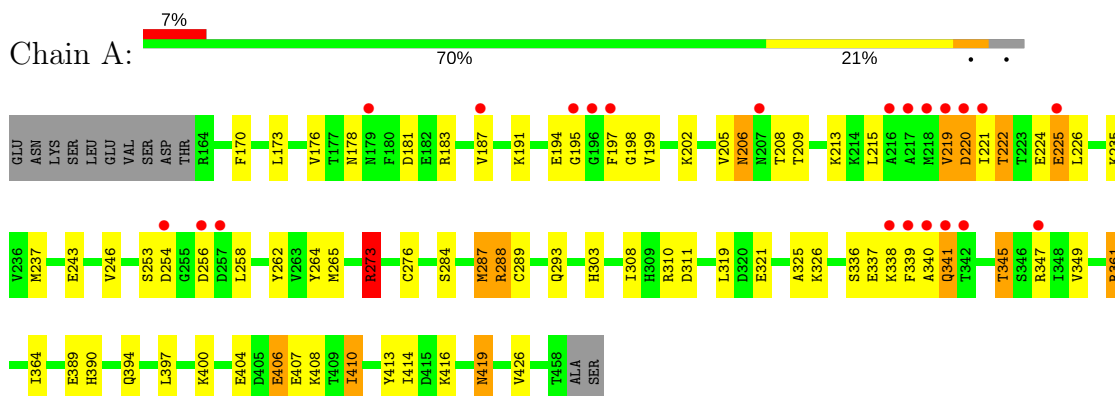 7%
Chain A:
70% 21% • •
GLU ASN LYS SER LEU GLU VAL SER ASP THR R164 F170 L173 V176 T177 N178 N179 F180 D181 E182 R183 V187 K191 E194 G195 G196 F197 G198 V199 K202 V205 N206 N207 T208 T209 K213 K214 L215 A216 A217 M218 V219 D220 I221 T222 T223 E224 E225 L226 K235
V236 M237 E243 V246 S253 D254 G255 D256 D257 L258 Y262 V263 Y264 M265 R273 C276 S284 M287 R288 C289 Q293 H303 I308 H309 R310 D311 L319 D320 E321 A325 K326 S336 E337 K338 F339 A340 Q341 T342 T345 S346 R347 I348 V349 R361
I364 E389 H390 Q394 L397 K400 E404 D405 E406 E407 K408 T409 I410 Y413 I414 D415 K416 N419 V426 T458 ALA SER